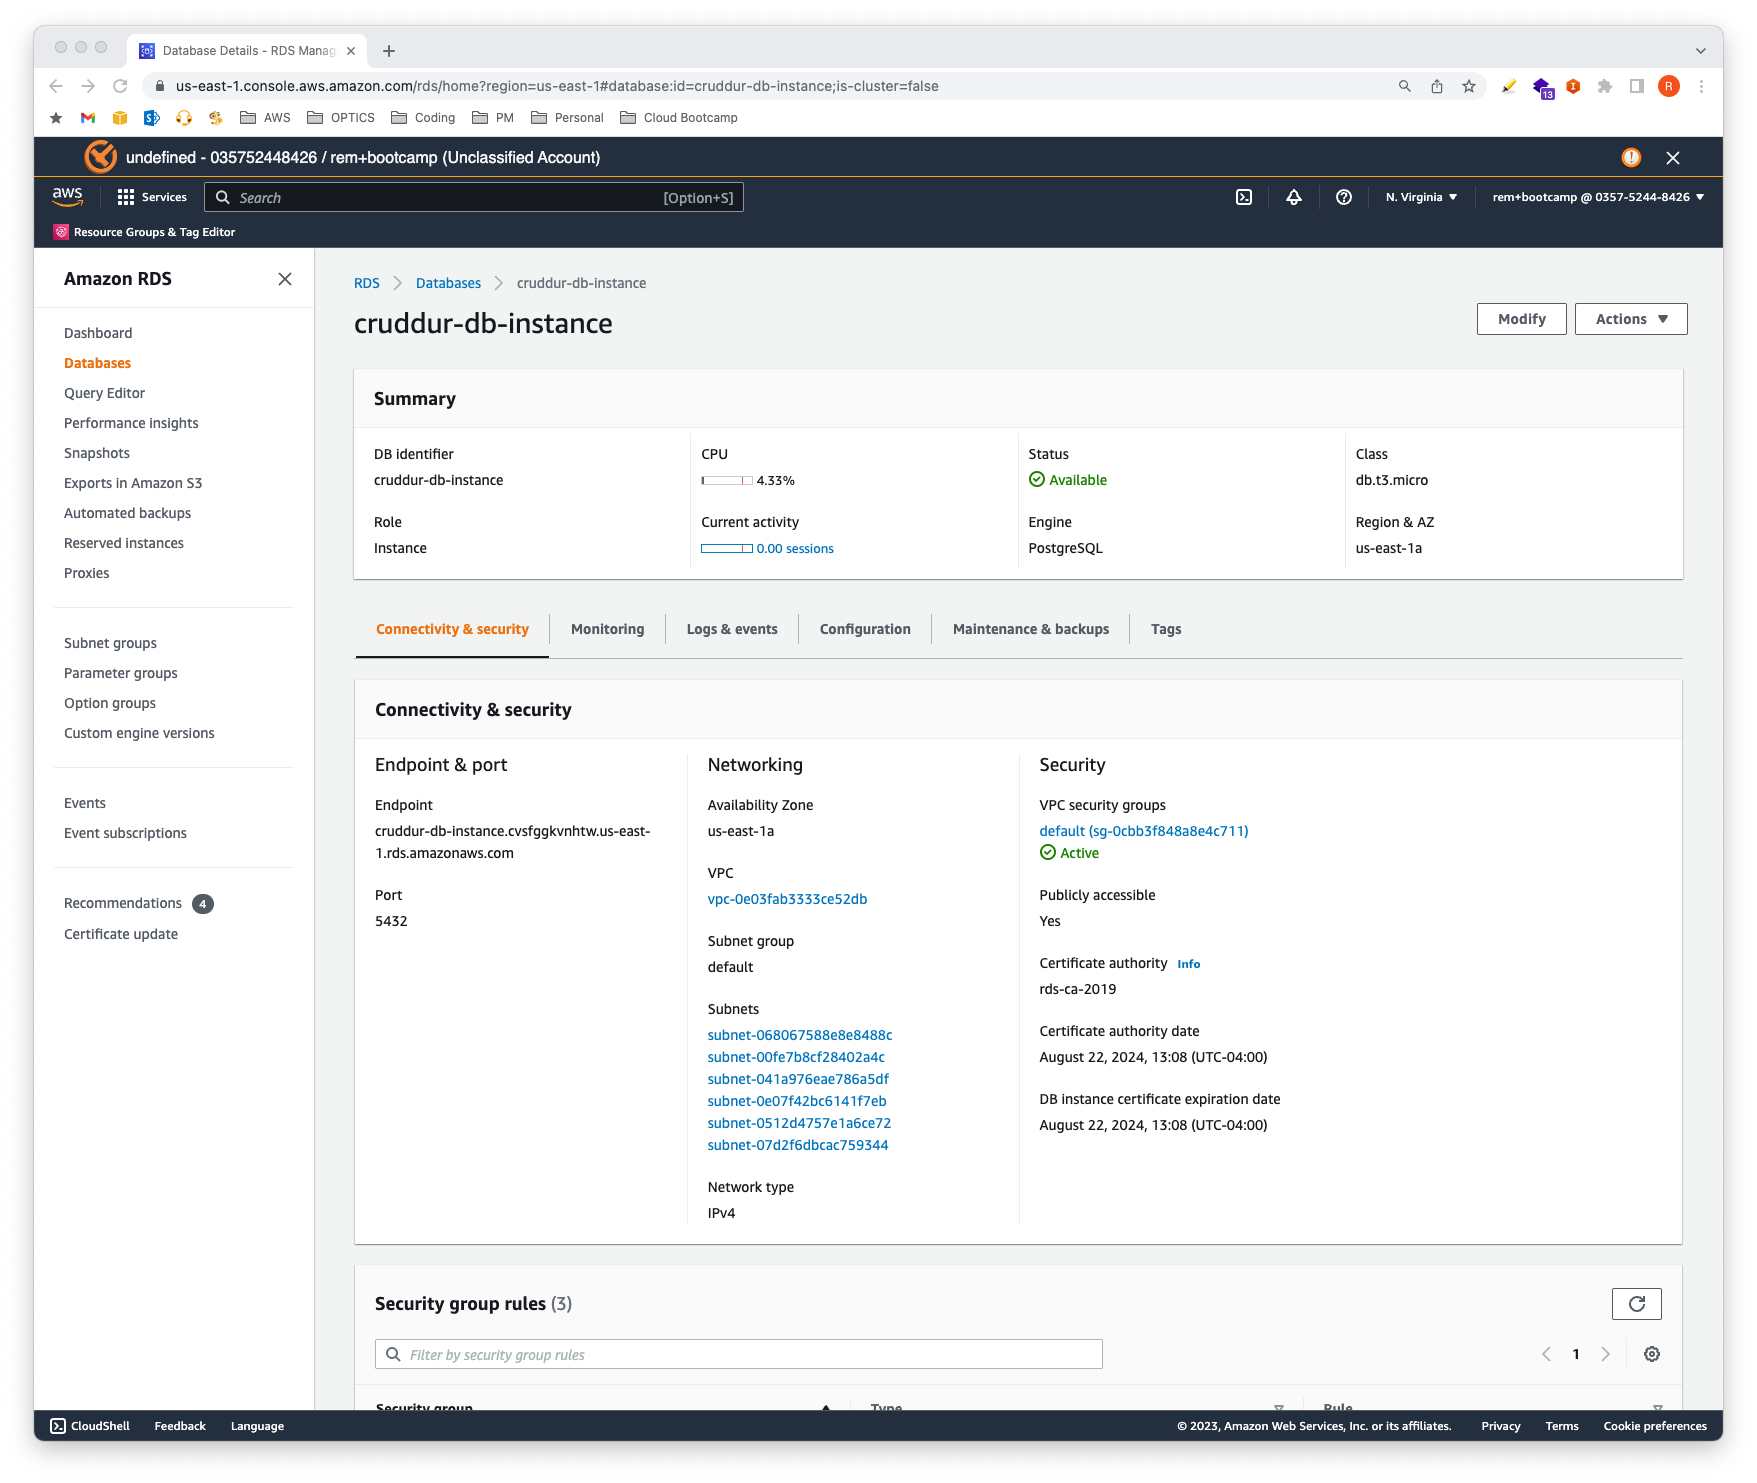 Database Details - RDS Manag
us-east-1.console.aws.amazon.com/rds/home?region=us-east-1#database:id=cruddur-db-instance;is-cluster=false
13
R
AWS
OPTICS
Coding
PM
Personal
Cloud Bootcamp
undefined - 035752448426 / rem+bootcamp (Unclassified Account)
aws
Services
Search
[Option+S]
N. Virginia
rem+bootcamp @ 0357-5244-8426
Resource Groups & Tag Editor
Amazon RDS
Dashboard
Databases
Query Editor
Performance insights
Snapshots
Exports in Amazon S3
Automated backups
Reserved instances
Proxies
Subnet groups
Parameter groups
Option groups
Custom engine versions
Events
Event subscriptions
Recommendations 4
Certificate update
RDS
Databases
cruddur-db-instance
cruddur-db-instance
Modify
Actions
Summary
DB identifier
cruddur-db-instance
CPU
4.33%
Status
Available
Class
db.t3.micro
Role
Instance
Current activity
0.00 sessions
Engine
PostgreSQL
Region & AZ
us-east-1a
Connectivity & security
Monitoring
Logs & events
Configuration
Maintenance & backups
Tags
Connectivity & security
Endpoint & port
Endpoint
cruddur-db-instance.cvsfggkvnhtw.us-east-
1.rds.amazonaws.com
Port
5432
Networking
Availability Zone
us-east-1a
VPC
vpc-0e03fab3333ce52db
Subnet group
default
Subnets
subnet-068067588e8e8488c
subnet-00fe7b8cf28402a4c
subnet-041a976eae786a5df
subnet-0e07f42bc6141f7eb
subnet-0512d4757e1a6ce72
subnet-07d2f6dbcac759344
Network type
IPv4
Security
VPC security groups
default (sg-0cbb3f848a8e4c711)
Active
Publicly accessible
Yes
Certificate authority Info
rds-ca-2019
Certificate authority date
August 22, 2024, 13:08 (UTC-04:00)
DB instance certificate expiration date
August 22, 2024, 13:08 (UTC-04:00)
Security group rules (3)
Filter by security group rules
1
Security group
Type
Rule
CloudShell
Feedback
Language
© 2023, Amazon Web Services, Inc. or its affiliates.
Privacy
Terms
Cookie preferences